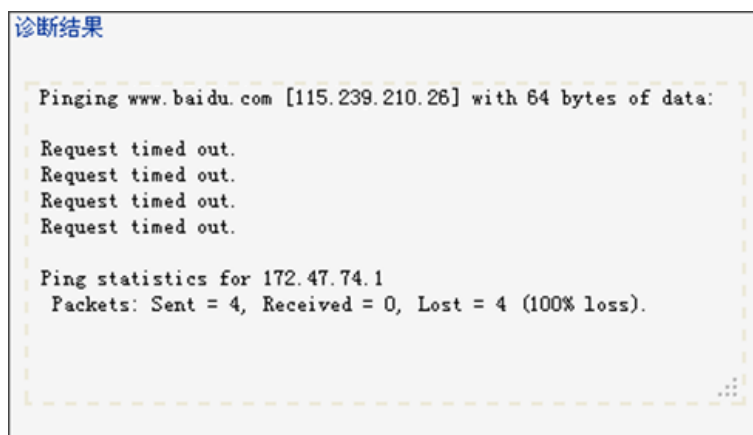 诊断结果
Pinging www.baidu.com [115.239.210.26] with 64 bytes of data:
Request timed out.
Request timed out.
Request timed out.
Request timed out.
Ping statistics for 172.47.74.1
Packets: Sent = 4, Received = 0, Lost = 4 (100% loss).